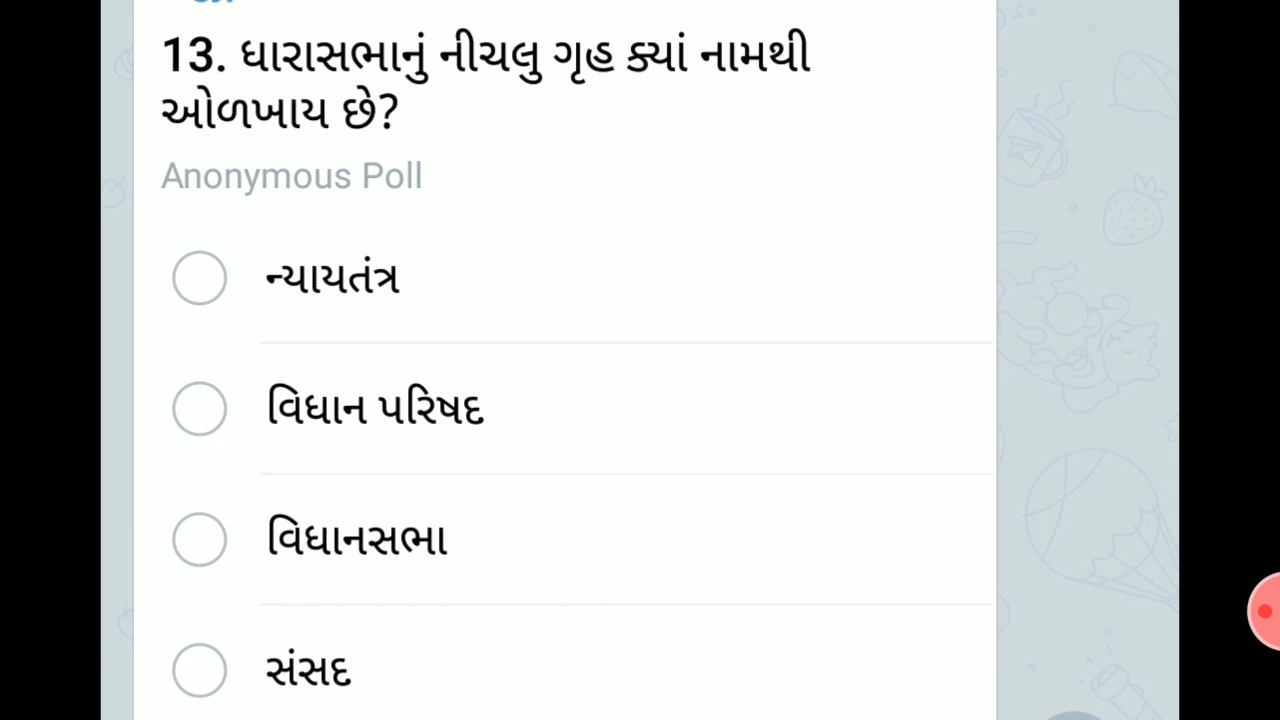 13. ધારાસભાનું નીચલુ ગૃહ ક્યાં નામથી
ઓળખાય છે?
Anonymous Poll
ન્યાયતંત્ર
વિધાન પરિષદ
વિધાનસભા
સંસદ